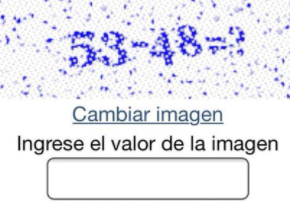 53-48=?
Cambiar imagen
Ingrese el valor de la imagen